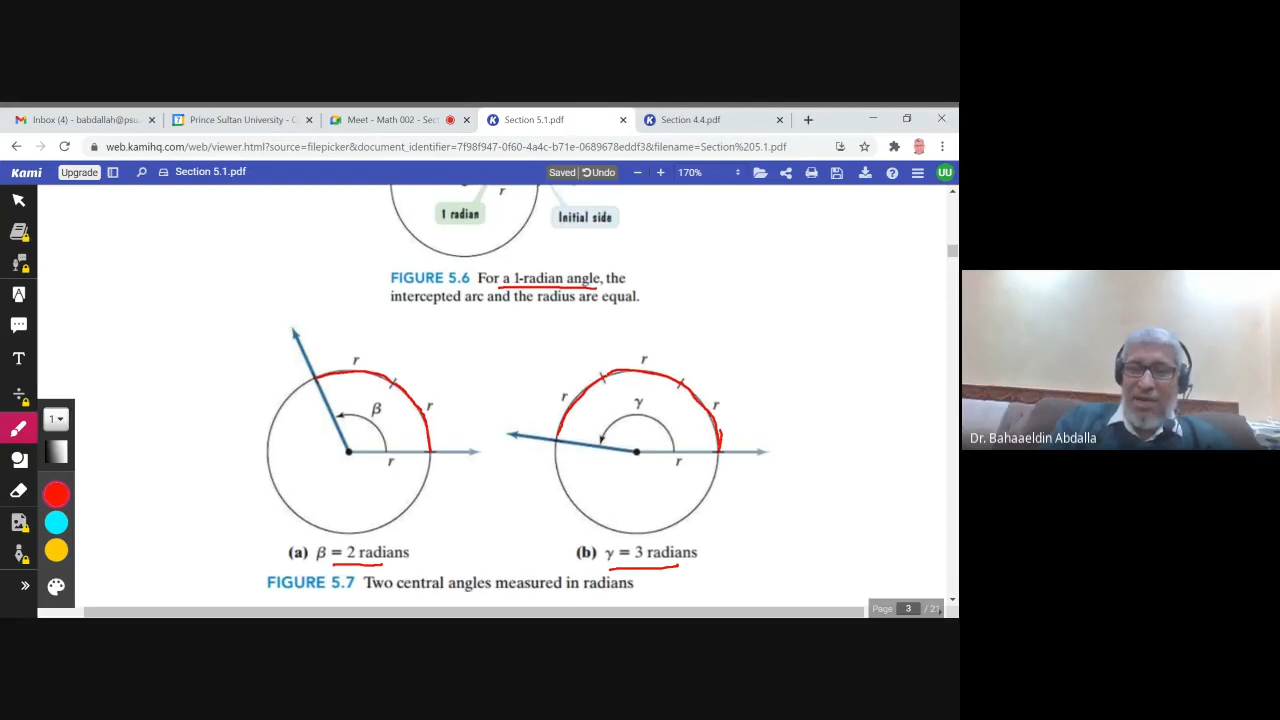 Inbox (4) - babdallah@psu
Prince Sultan University - C
Meet - Math 002 - Sec
Section 5.1.pdf
Section 4.4.pdf
web.kamihq.com/web/viewer.html?source=filepicker&document_identifier=7f98f947-0f60-4a4c-b71e-0689678eddf3&filename=Section%205.1.pdf
Kami
Upgrade
Section 5.1.pdf
Saved
Undo
170%
UU
r
1 radian
Initial side
FIGURE 5.6 For a 1-radian angle, the
intercepted arc and the radius are equal.
r
r
β
r
r
r
r
γ
r
(a) β = 2 radians
(b) γ = 3 radians
FIGURE 5.7 Two central angles measured in radians
Page 3 / 21
T
1
Dr. Bahaaeldin Abdalla